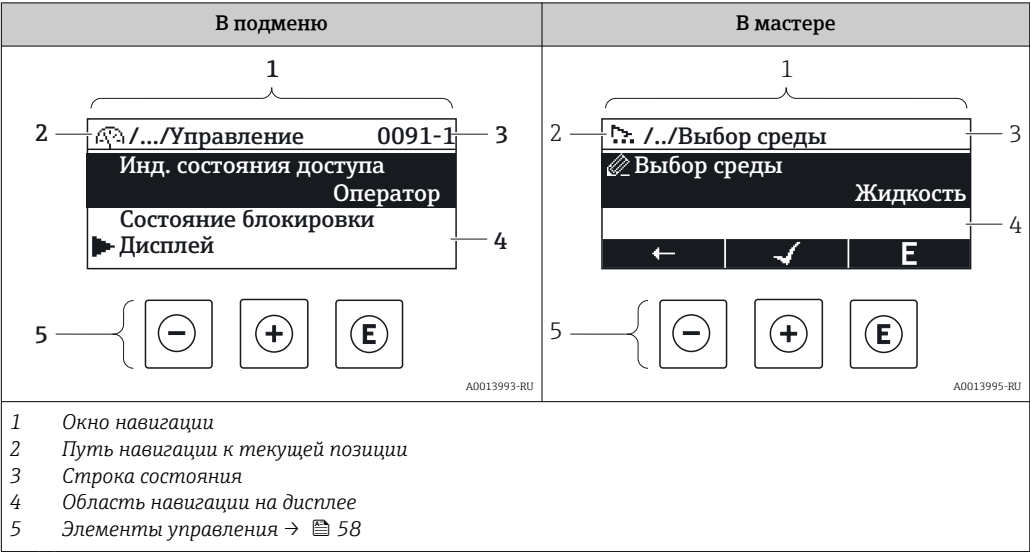 В подменю
В мастере
1
1
2
/.../Управление 0091-1
3
2
/../Выбор среды
3
Инд. состояния доступа
Оператор
Выбор среды
Жидкость
Состояние блокировки
Дисплей
4
4
E
5
E
5
E
A0013993-RU
A0013995-RU
1 Окно навигации
2 Путь навигации к текущей позиции
3 Строка состояния
4 Область навигации на дисплее
5 Элементы управления → 58